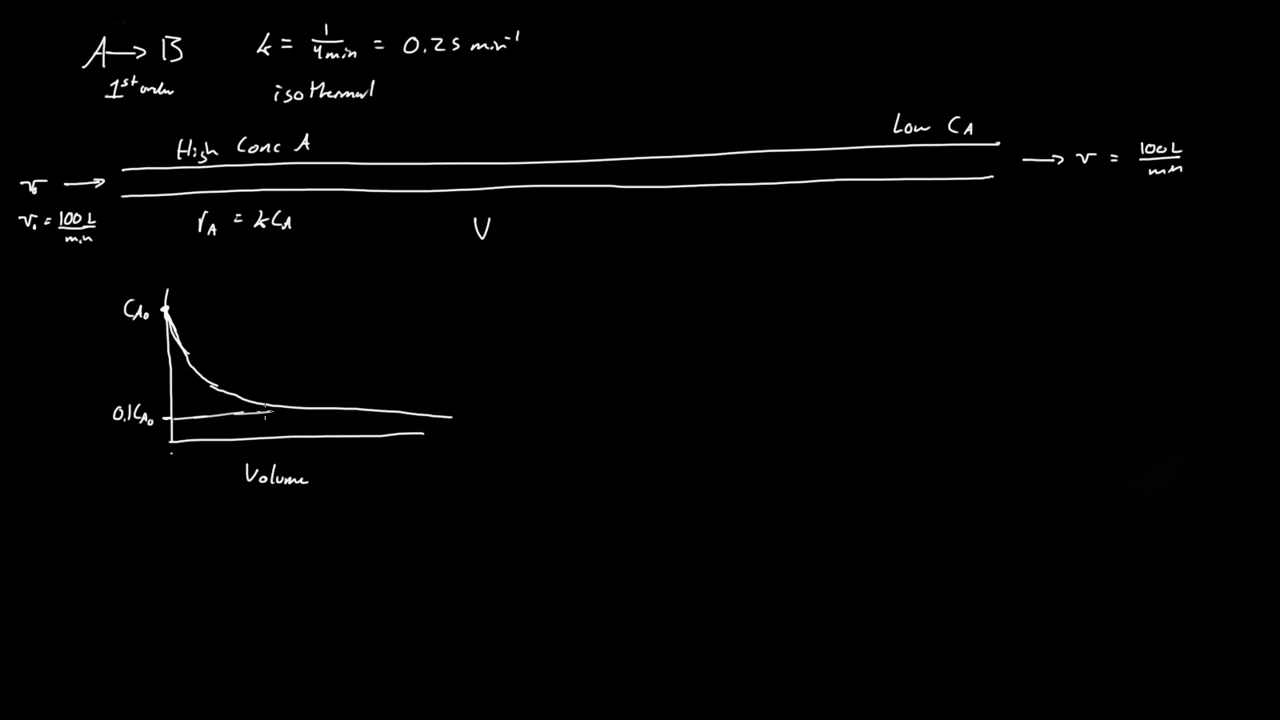 A → B k = 1/4min = 0.25 min⁻¹
1st order isothermal
High Conc A Low CA
v₀ → → v = 100L/min
v₀ = 100L/min rA = kCA V
CA₀
0.1CA₀
Volume